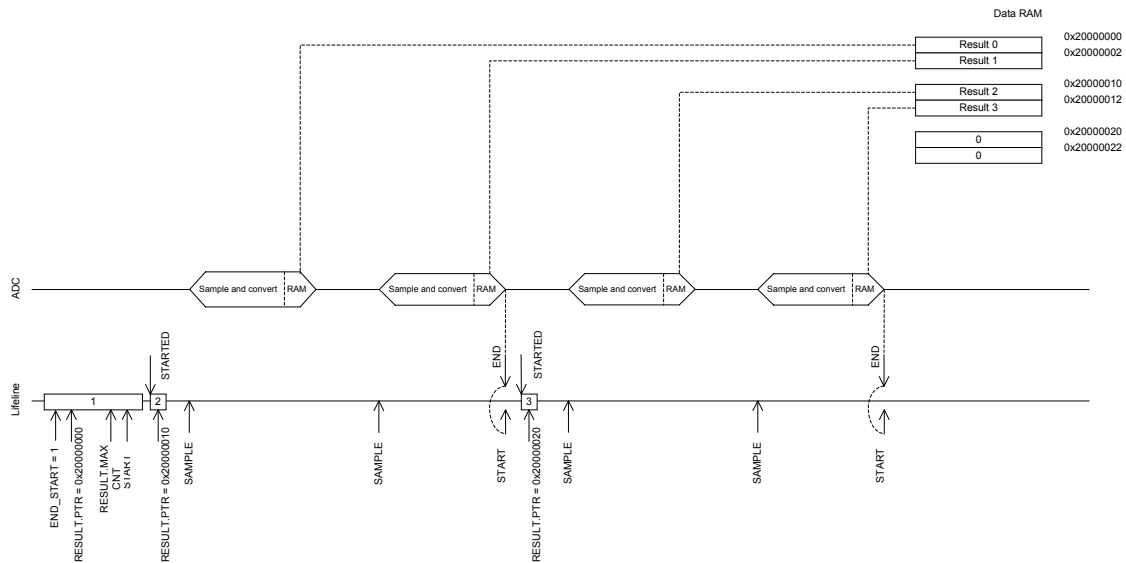 Data RAM
Result 0
0x20000000
Result 1
0x20000002
Result 2
0x20000010
Result 3
0x20000012
0
0x20000020
0
0x20000022
ADC
Sample and convert
RAM
Sample and convert
RAM
Sample and convert
RAM
Sample and convert
RAM
Lifeline
STARTED
END
STARTED
END
1
2
3
END_START = 1
RESULT.PTR = 0x20000000
RESULT.MAX
CNT
START
RESULT.PTR = 0x20000010
SAMPLE
SAMPLE
START
RESULT.PTR = 0x20000020
SAMPLE
SAMPLE
START